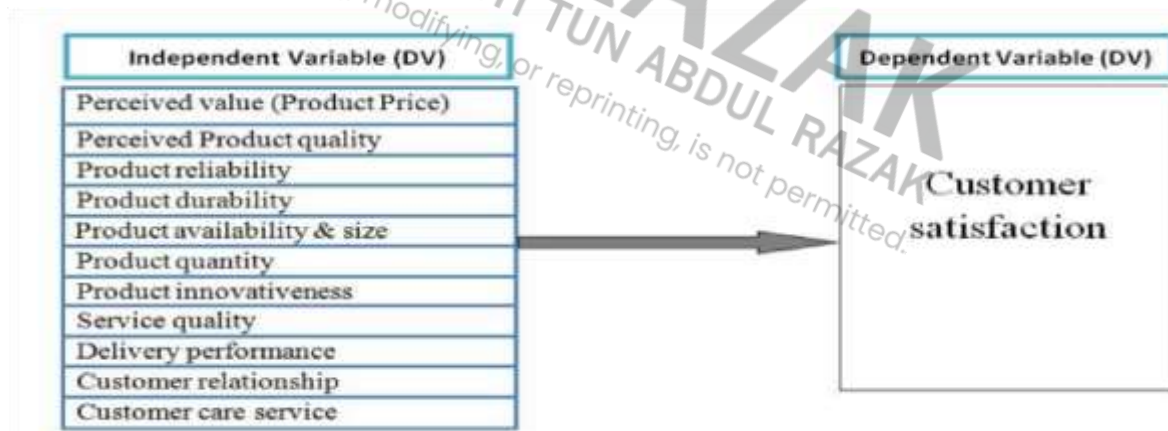 modifying, or reprinting, is not permitted.
TUN ABDUL RAZAK
RAZAK
Independent Variable (DV)
Perceived value (Product Price)
Perceived Product quality
Product reliability
Product durability
Product availability & size
Product quantity
Product innovativeness
Service quality
Delivery performance
Customer relationship
Customer care service
Dependent Variable (DV)
Customer
satisfaction